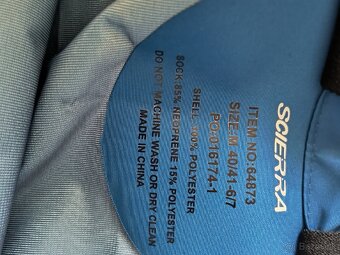 SCIERRA
ITEM NO:64873
SIZE:M 40/41-6/7
PO:016174-1
SHELL:100% POLYESTER
SOCK:85% NEOPRENE 15% POLYESTER
DO NOT MACHINE WASH OR DRY CLEAN
MADE IN CHINA